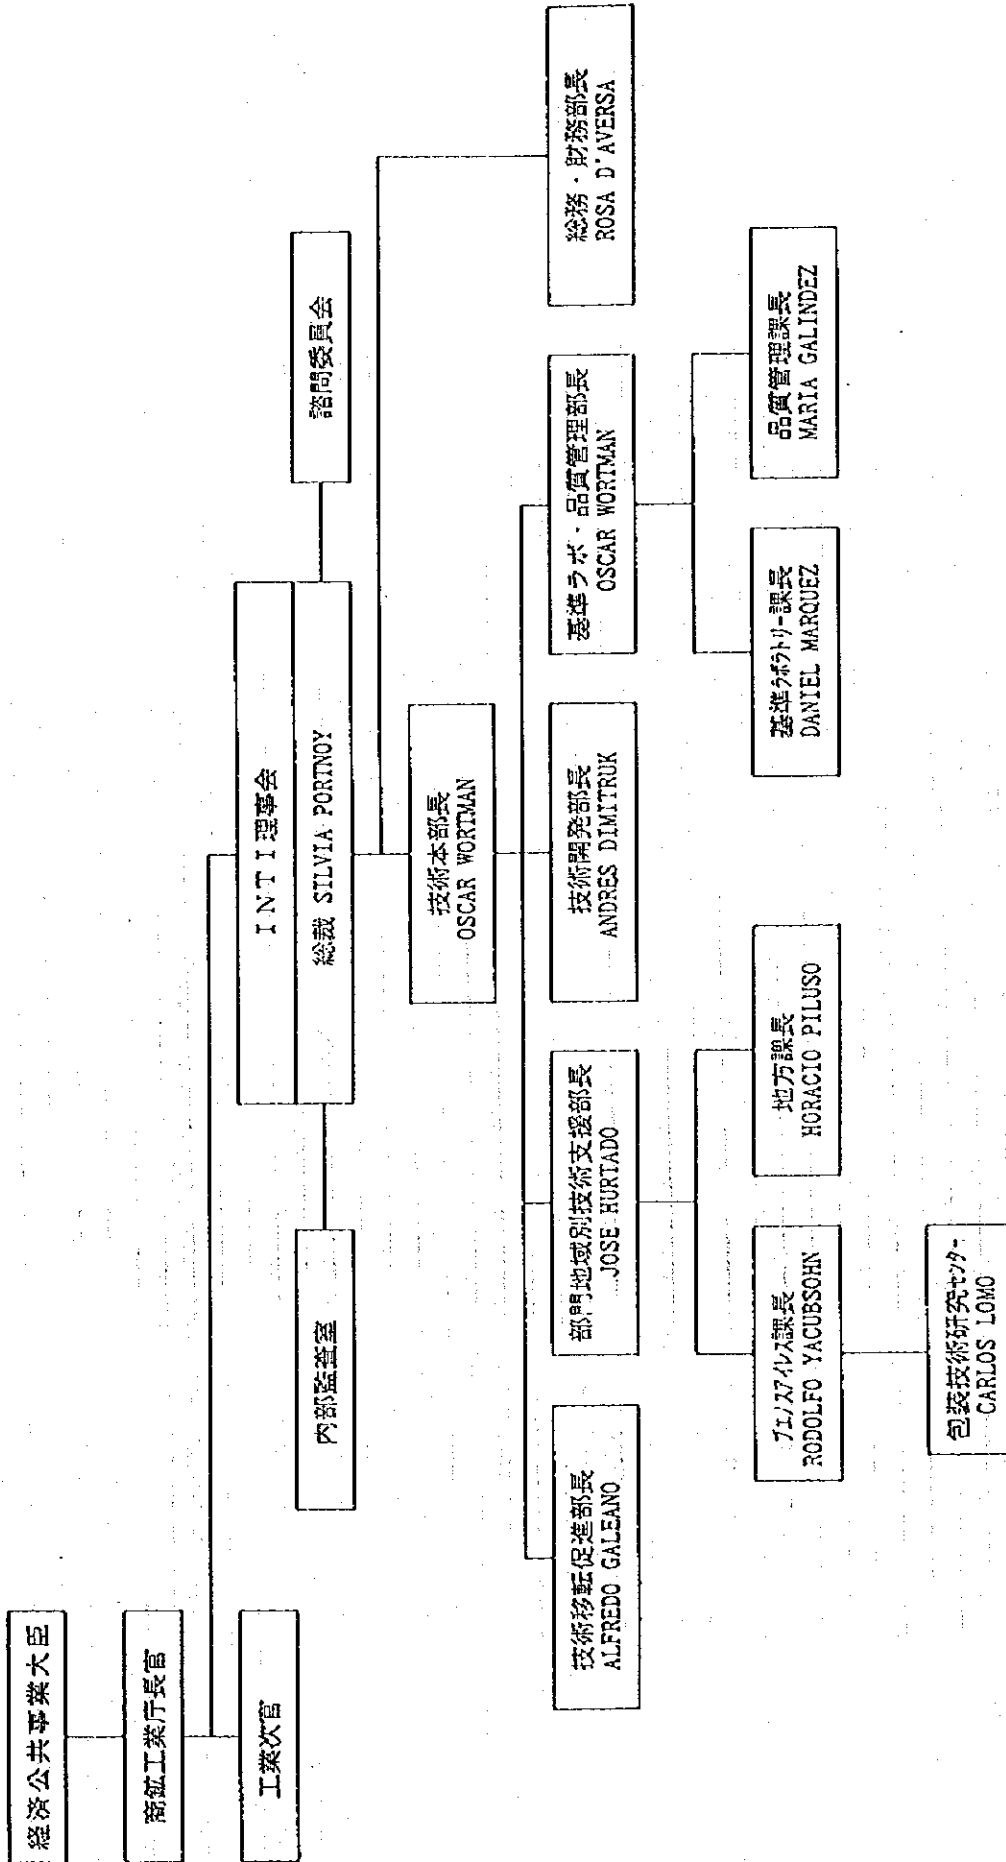 経済公共事業大臣
商鉱工業庁長官
工業次官
ＩＮＴＩ理事会
総裁 SILVIA PORTNOY
内部監査室
諮問委員会
技術本部長
OSCAR WORTMAN
技術移転促進部長
ALFREDO GALEANO
部門地域別技術支援部長
JOSE HURTADO
技術開発部長
ANDRES DIMITRUK
基準ラボ・品質管理部長
OSCAR WORTMAN
総務・財務部長
ROSA D'AVERSA
ブエノスアイレス課長
RODOLFO YACUBSOHN
地方課長
HORACIO PILUSO
基準ラボラトリー課長
DANIEL MARQUEZ
品質管理課長
MARIA GALINDEZ
包装技術研究センター
CARLOS LOMO